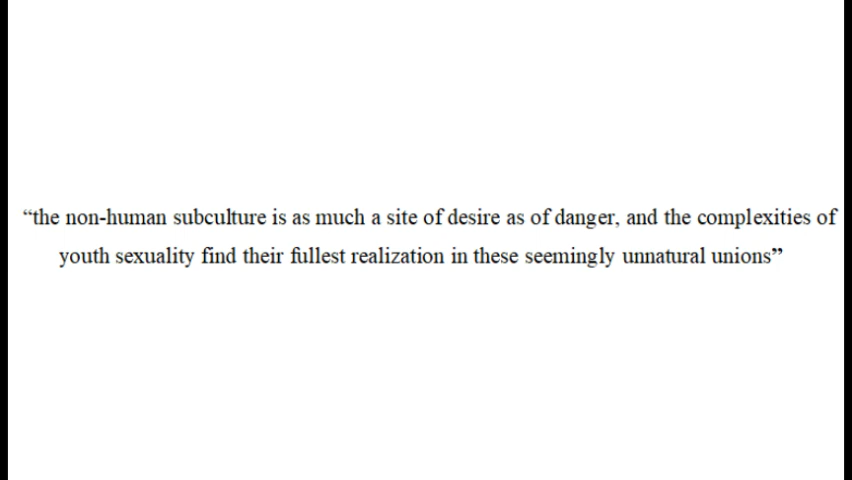 “the non-human subculture is as much a site of desire as of danger, and the complexities of
youth sexuality find their fullest realization in these seemingly unnatural unions”